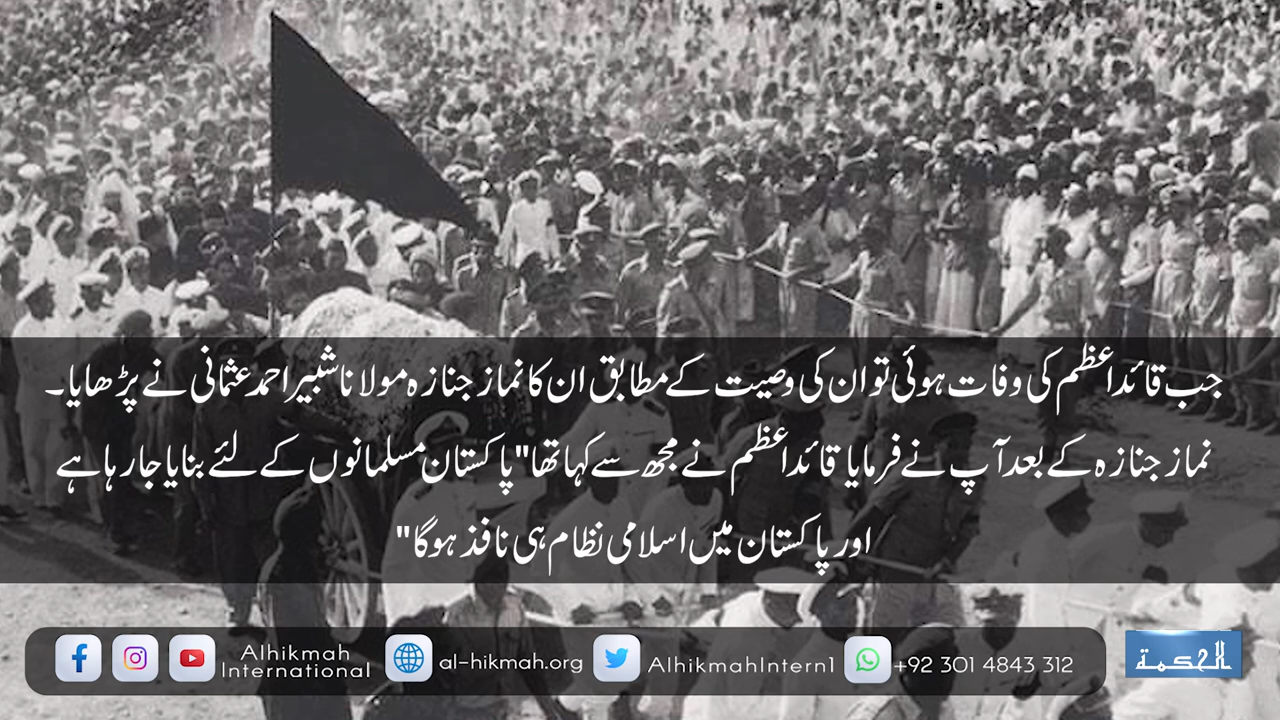 جب قائداعظم کی وفات ہوئی تو ان کی وصیت کے مطابق ان کا نماز جنازہ مولانا شبیر احمد عثمانی نے پڑھایا۔
نماز جنازہ کے بعد آپ نے فرمایا قائداعظم نے مجھ سے کہا تھا "پاکستان مسلمانوں کے لئے بنایا جا رہا ہے
اور پاکستان میں اسلامی نظام ہی نافذ ہوگا"
Alhikmah
International
al-hikmah.org
AlhikmahIntern1
+92 301 4843 312
الحکمة